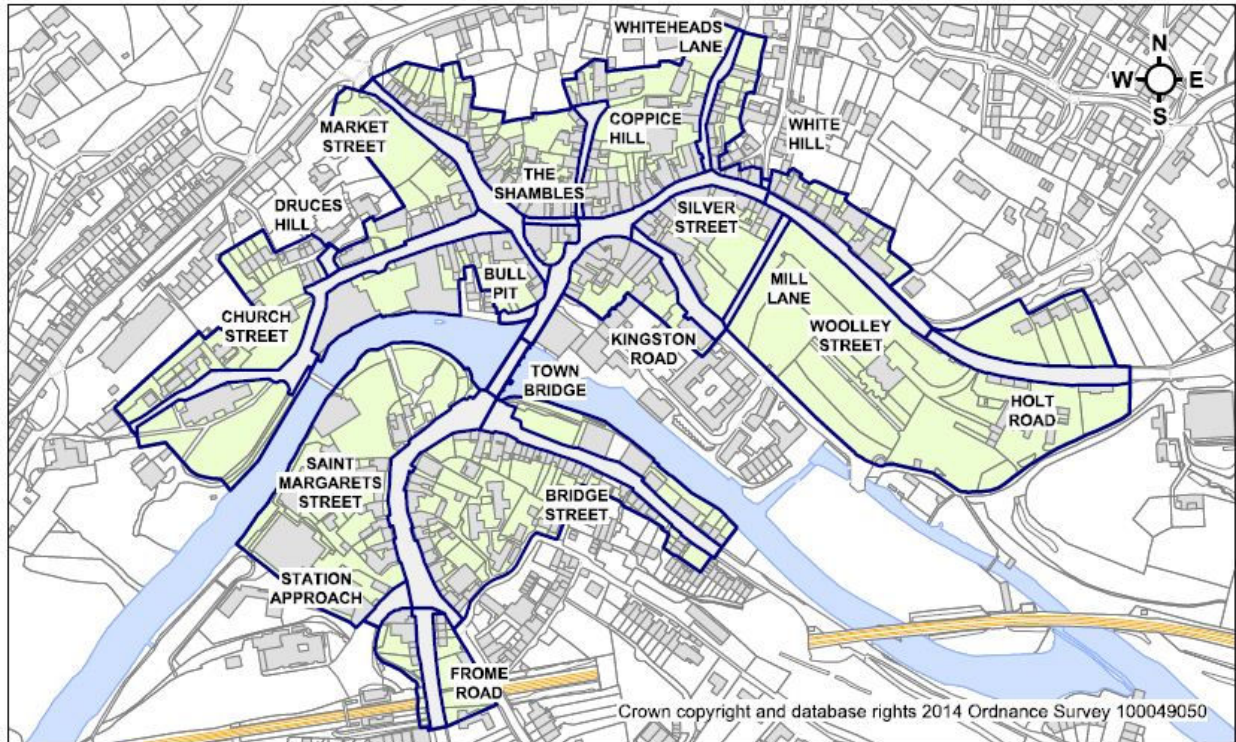 WHITEHEADS
LANE
N
W
E
S
MARKET
STREET
COPPICE
HILL
WHITE
HILL
THE
SHAMBLES
DRUCES
HILL
SILVER
STREET
BULL
PIT
MILL
LANE
CHURCH
STREET
WOOLLEY
STREET
KINGSTON
ROAD
TOWN
BRIDGE
HOLT
ROAD
SAINT
MARGARETS
STREET
BRIDGE
STREET
STATION
APPROACH
FROME
ROAD
Crown copyright and database rights 2014 Ordnance Survey 100049050